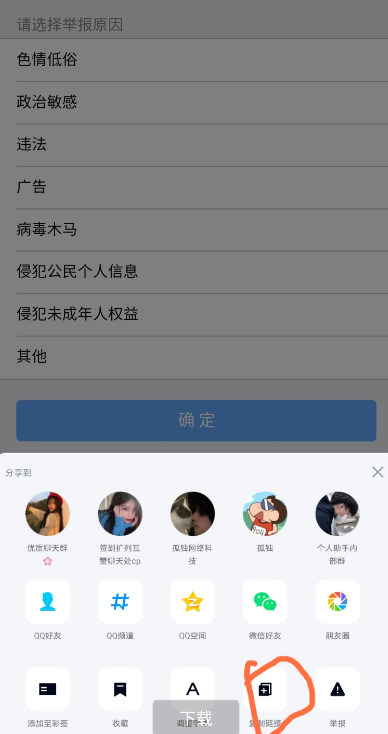 请选择举报原因
色情低俗
政治敏感
违法
广告
病毒木马
侵犯公民个人信息
侵犯未成年人权益
其他
确定
分享到
优质聊天群
签到扩列互
赞聊天处cp
孤独网络科
技
孤独
个人助手内
部群
QQ好友
QQ频道
QQ空间
微信好友
朋友圈
添加至彩签
收藏
下载
复制链接
举报